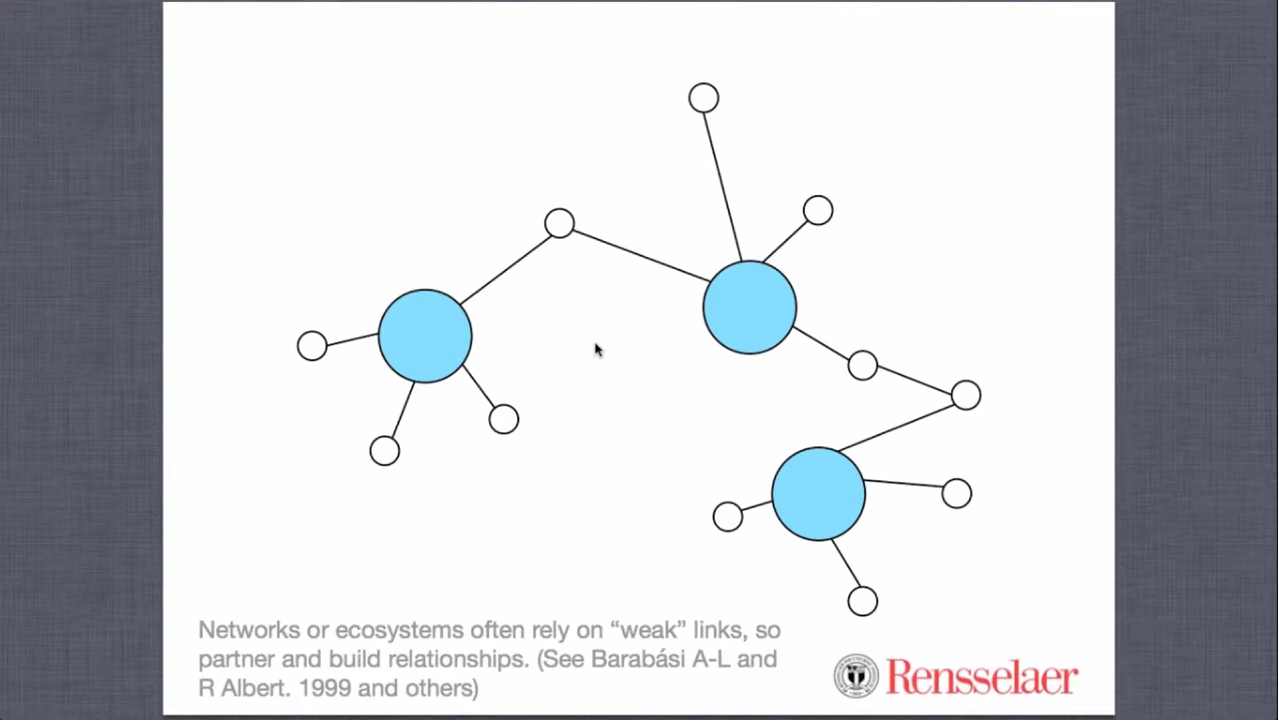 Networks or ecosystems often rely on “weak” links, so
partner and build relationships. (See Barabási A-L and
R Albert. 1999 and others)
Rensselaer